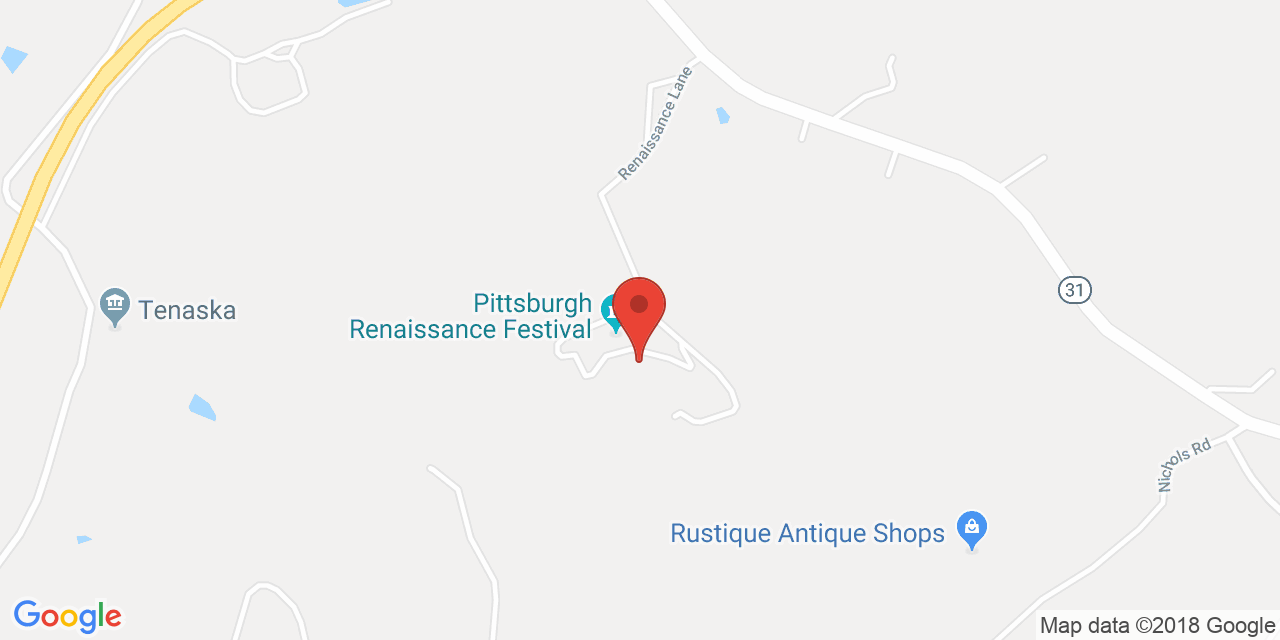 Renaissance Lane
31
Pittsburgh
Renaissance Festival
Tenaska
Nichols Rd
Rustique Antique Shops
Google
Map data ©2018 Google